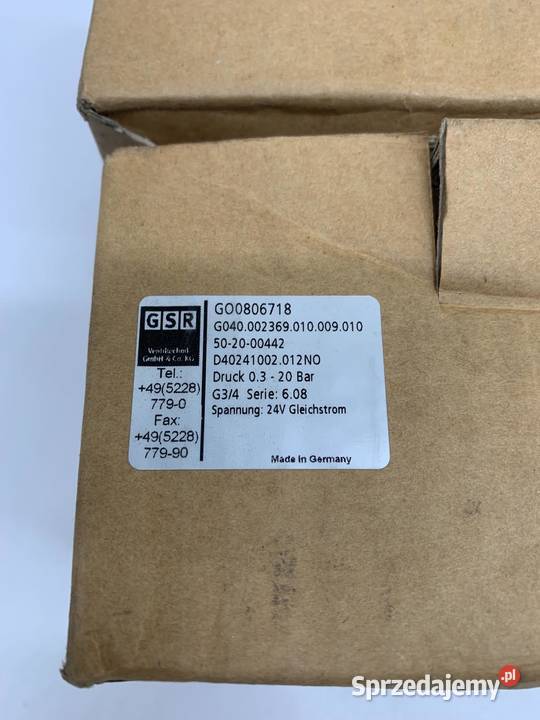 GSR
Ventiltechnik
GmbH & Co. KG
Tel.:
+49(5228)
779-0
Fax:
+49(5228)
779-90
GO0806718
G040.002369.010.009.010
50-20-00442
D40241002.012NO
Druck 0.3 - 20 Bar
G3/4 Serie: 6.08
Spannung: 24V Gleichstrom
Made in Germany
Sprzedajemy.pl